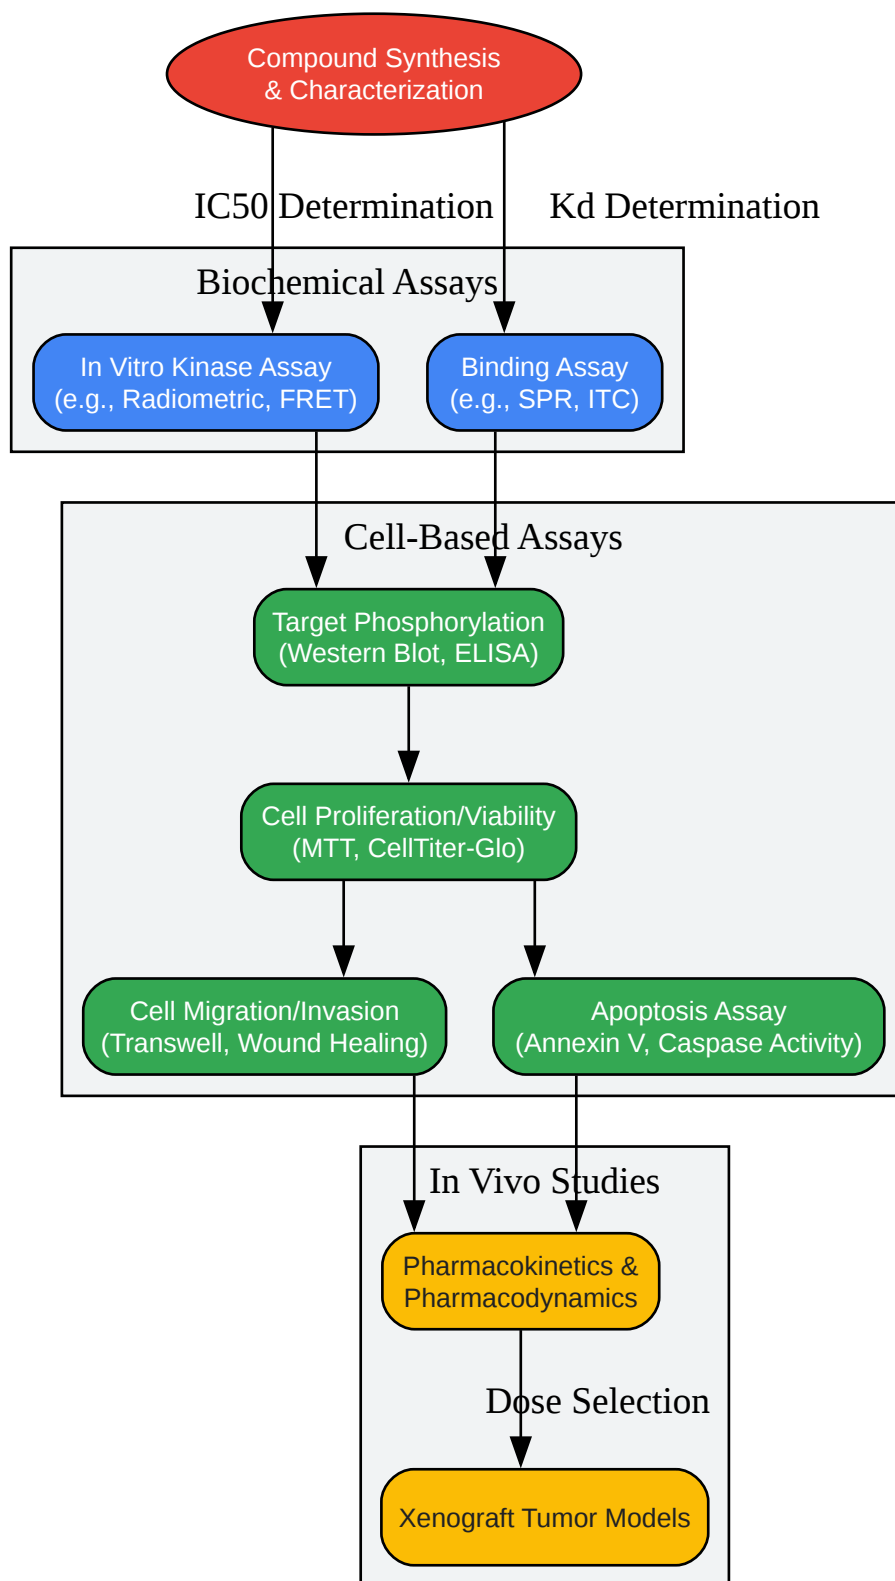 Compound Synthesis
& Characterization
IC50 Determination
Kd Determination
Biochemical Assays
In Vitro Kinase Assay
(e.g., Radiometric, FRET)
Binding Assay
(e.g., SPR, ITC)
Cell-Based Assays
Target Phosphorylation
(Western Blot, ELISA)
Cell Proliferation/Viability
(MTT, CellTiter-Glo)
Cell Migration/Invasion
(Transwell, Wound Healing)
Apoptosis Assay
(Annexin V, Caspase Activity)
In Vivo Studies
Pharmacokinetics &
Pharmacodynamics
Dose Selection
Xenograft Tumor Models